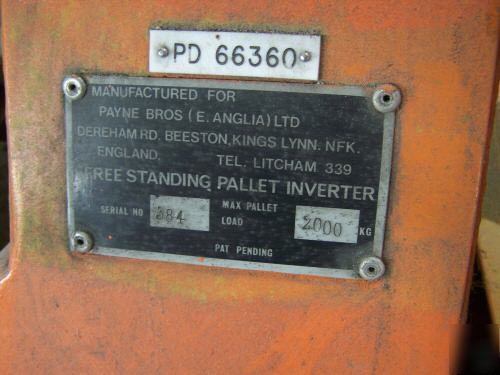 PD 66360
MANUFACTURED FOR
PAYNE BROS (E. ANGLIA) LTD
DEREHAM RD. BEESTON, KINGS LYNN. NFK.
ENGLAND. TEL. LITCHAM 339
FREE STANDING PALLET INVERTER
SERIAL NO 384 MAX PALLET LOAD 2000 KG
PAT PENDING